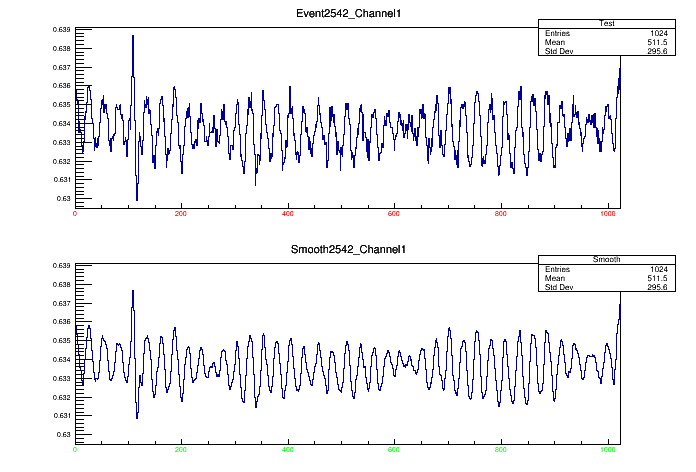 Event2542_Channel1
Test
Entries 1024
Mean 511.5
Std Dev 295.6
0.639
0.638
0.637
0.636
0.635
0.634
0.633
0.632
0.631
0.63
0 200 400 600 800 1000
Smooth2542_Channel1
Smooth
Entries 1024
Mean 511.5
Std Dev 295.6
0.639
0.638
0.637
0.636
0.635
0.634
0.633
0.632
0.631
0.63
0 200 400 600 800 1000